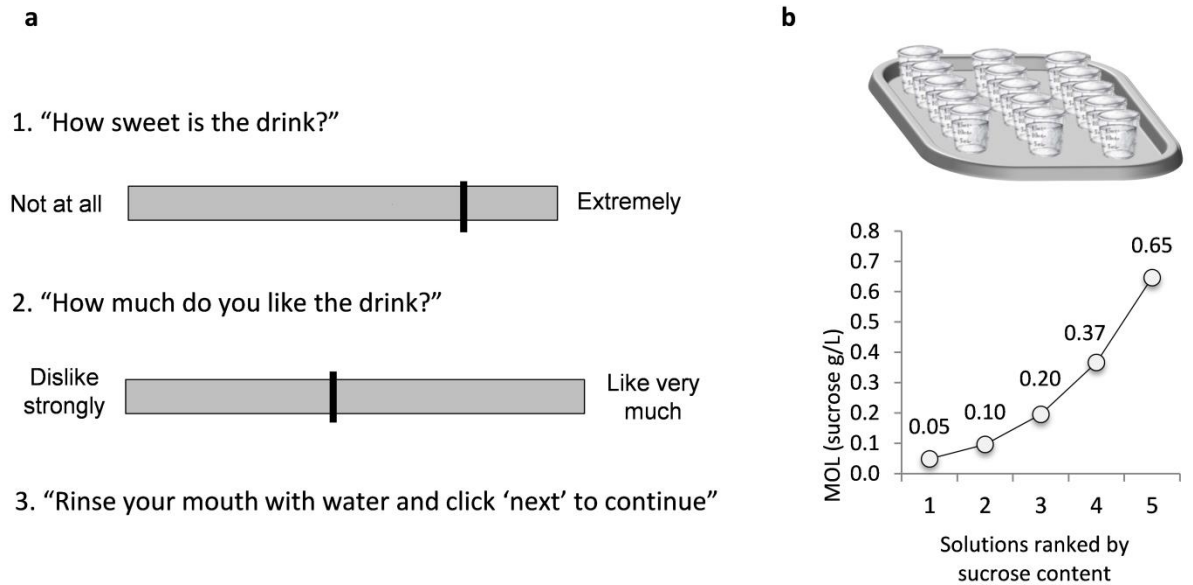 a
1. “How sweet is the drink?”
Not at all
Extremely
2. “How much do you like the drink?”
Dislike
strongly
Like very
much
3. “Rinse your mouth with water and click ‘next’ to continue”
b
MOL (sucrose g/L)
0.8
0.7
0.6
0.5
0.4
0.3
0.2
0.1
0.0
0.05
0.10
0.20
0.37
0.65
1 2 3 4 5
Solutions ranked by
sucrose content